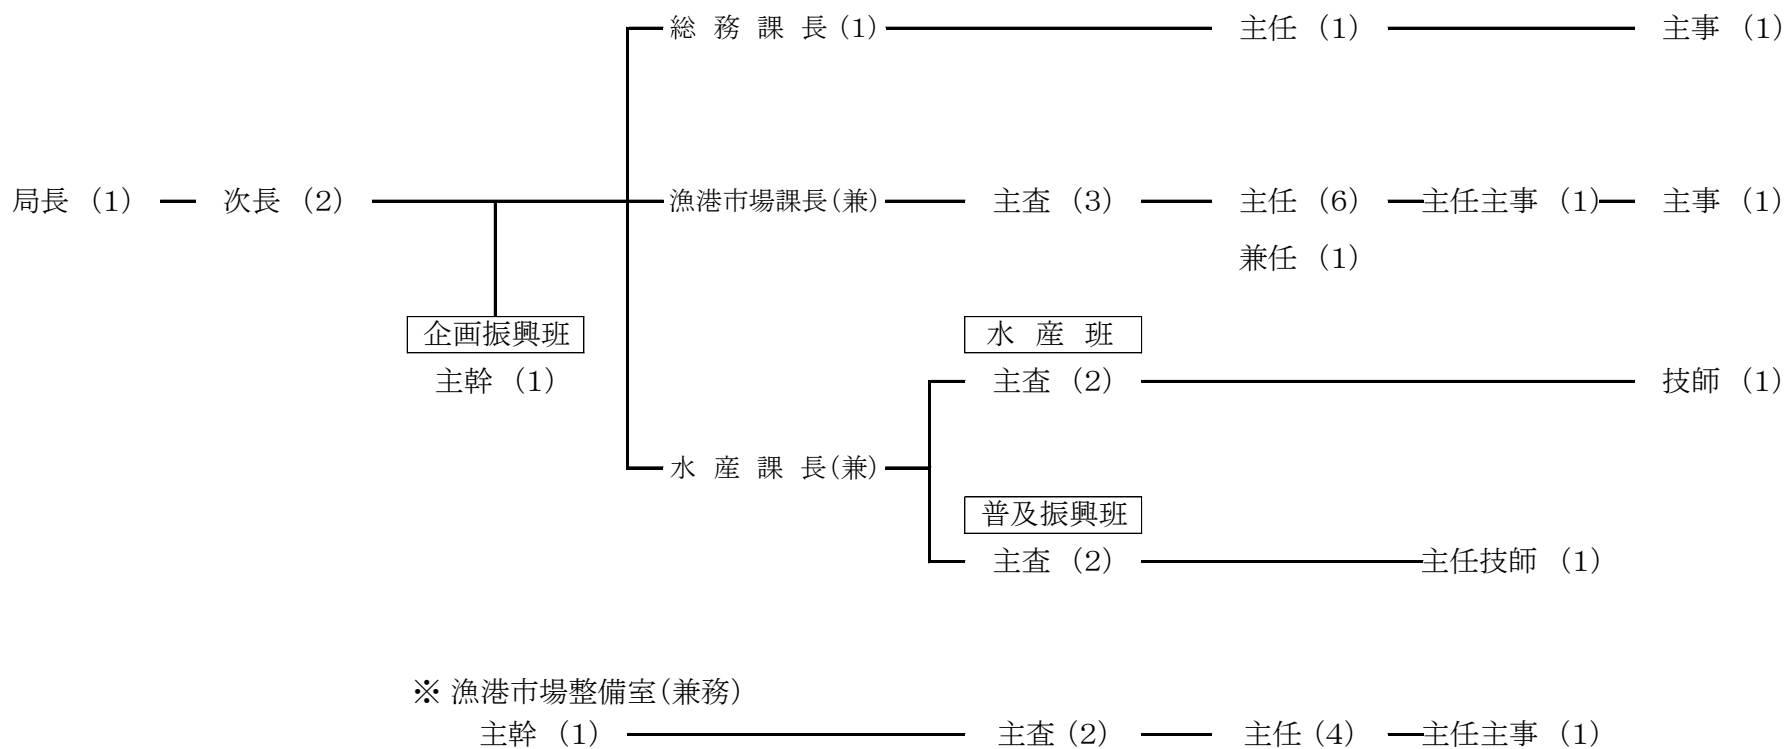 総 務 課 長(1) 主任 (1) 主事 (1)
局長 (1) 次長 (2) 漁港市場課長(兼) 主査 (3) 主任 (6) 主任主事 (1) 主事 (1)
兼任 (1)
企画振興班 水 産 班
主幹 (1) 主査 (2) 技師 (1)
水 産 課 長(兼)
普及振興班
主査 (2) 主任技師 (1)
※ 漁港市場整備室(兼務)
主幹 (1) 主査 (2) 主任 (4) 主任主事 (1)